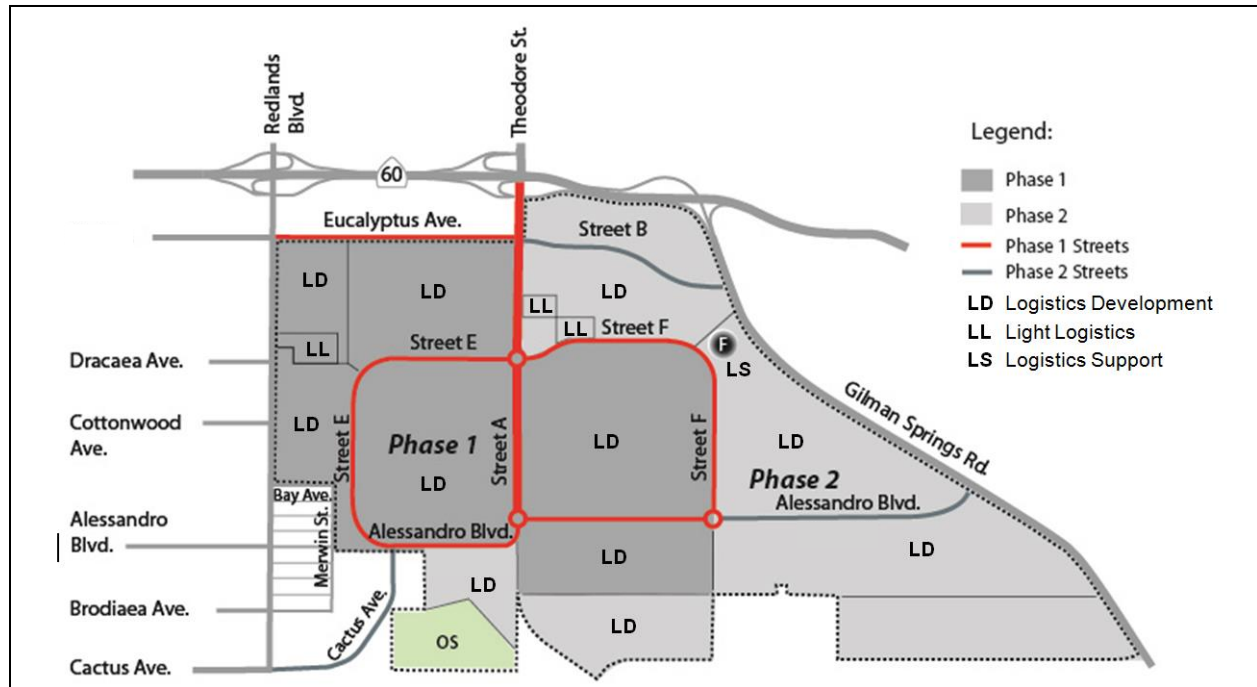 Redlands
Blvd.
Theodore St.
60
Legend:
Phase 1
Phase 2
Phase 1 Streets
Phase 2 Streets
LD Logistics Development
LL Light Logistics
LS Logistics Support
Eucalyptus Ave.
Street B
LD
LD
LD
LL
LL
Street F
LL
Street E
F
LS
Dracaea Ave.
Cottonwood
Ave.
LD
Street E
Phase 1
LD
Street A
LD
Street F
LD
Phase 2
Gilman Springs Rd.
Bay Ave.
Merwin St.
Alessandro
Blvd.
Alessandro Blvd.
Alessandro Blvd.
LD
LD
LD
Brodiaea Ave.
Cactus Ave.
OS
LD
Cactus Ave.